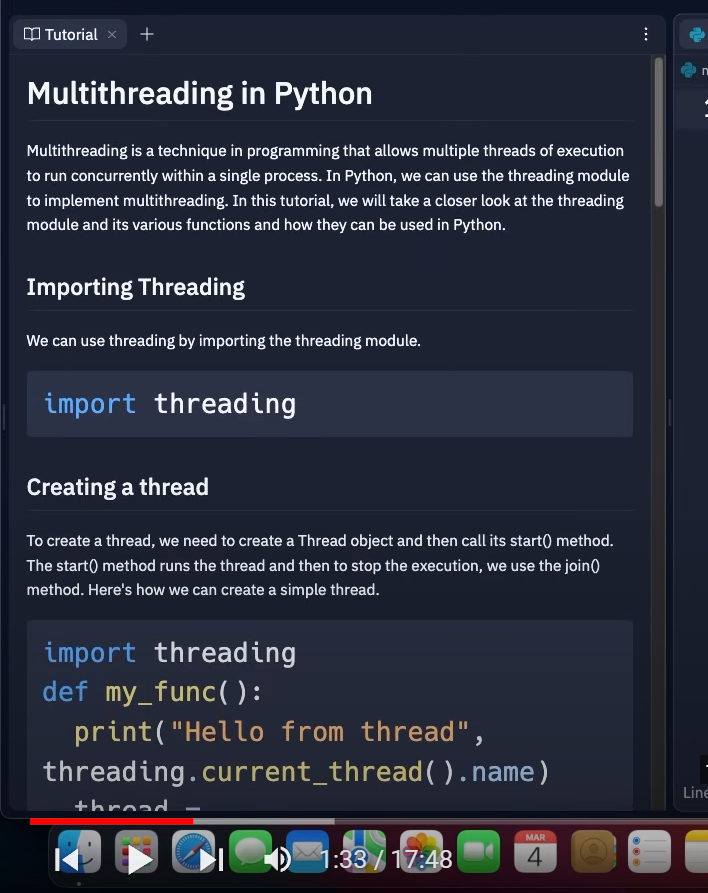 Tutorial
Multithreading in Python
Multithreading is a technique in programming that allows multiple threads of execution
to run concurrently within a single process. In Python, we can use the threading module
to implement multithreading. In this tutorial, we will take a closer look at the threading
module and its various functions and how they can be used in Python.
Importing Threading
We can use threading by importing the threading module.
import threading
Creating a thread
To create a thread, we need to create a Thread object and then call its start() method.
The start() method runs the thread and then to stop the execution, we use the join()
method. Here's how we can create a simple thread.
import threading
def my_func():
print("Hello from thread",
threading.current_thread().name)
thread =
Line
1:33 / 17:48
MAR
4